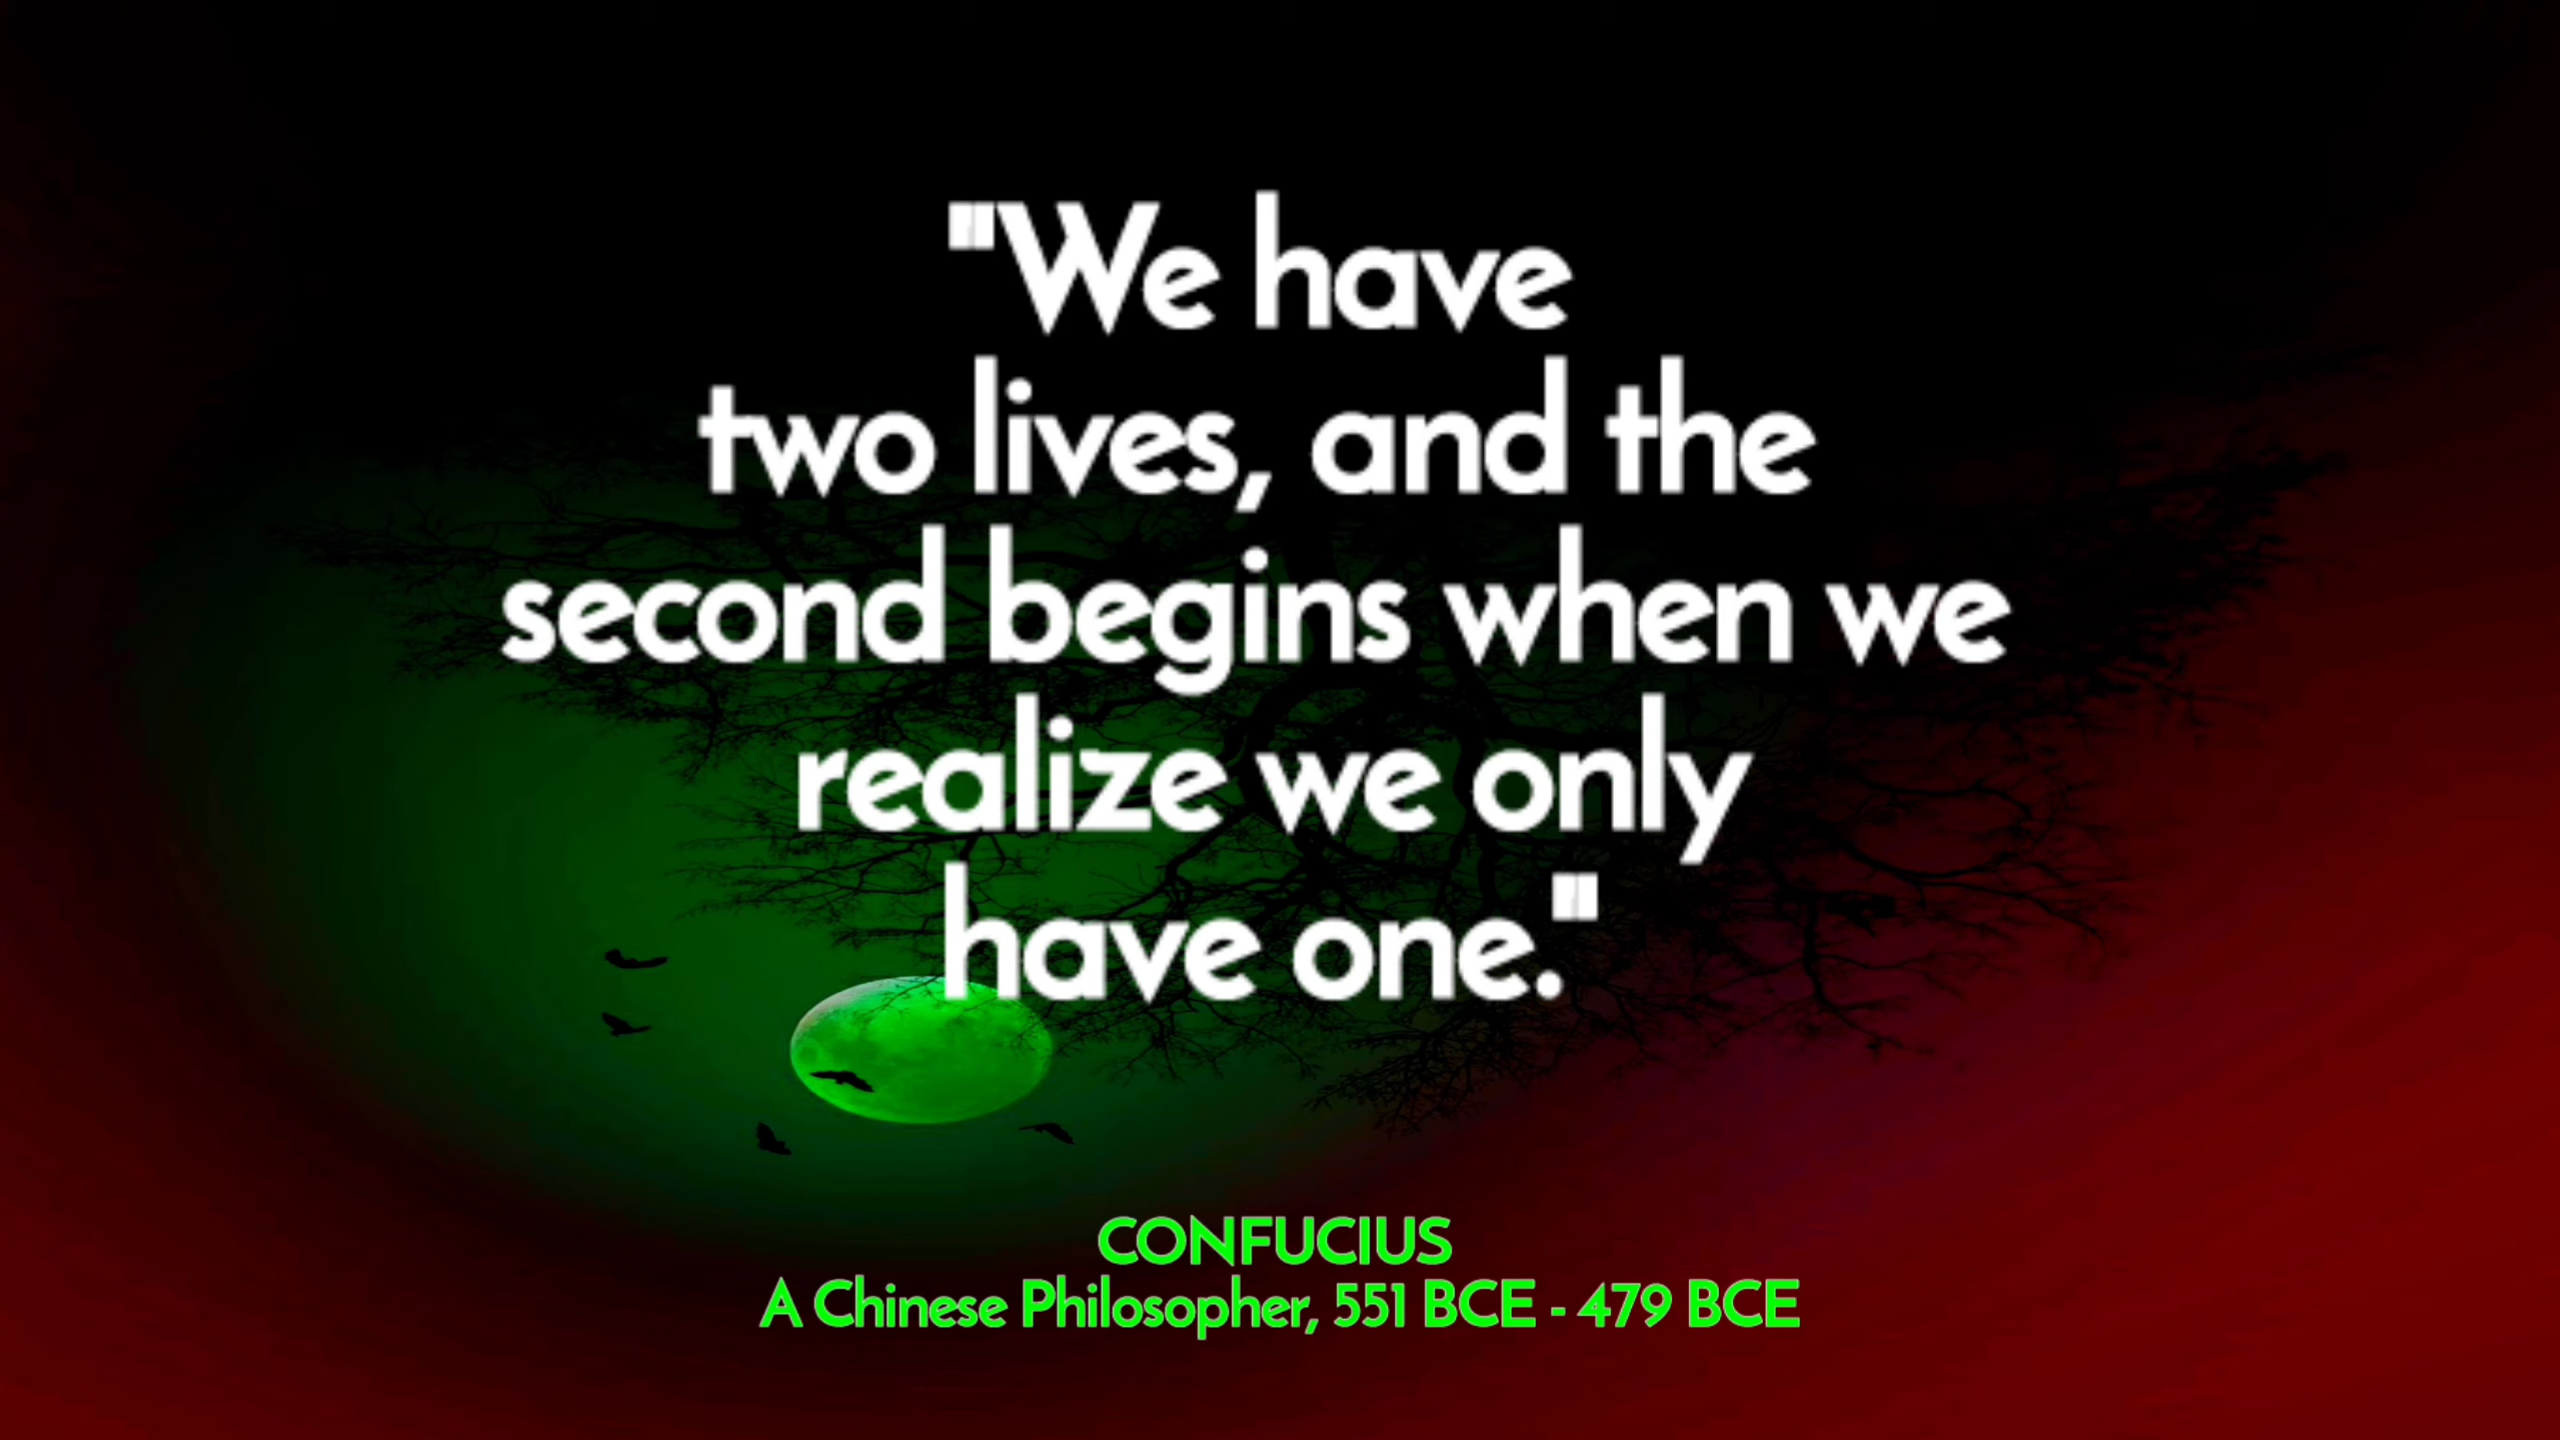 "We have
two lives, and the
second begins when we
realize we only
have one."
CONFUCIUS
A Chinese Philosopher, 551 BCE - 479 BCE